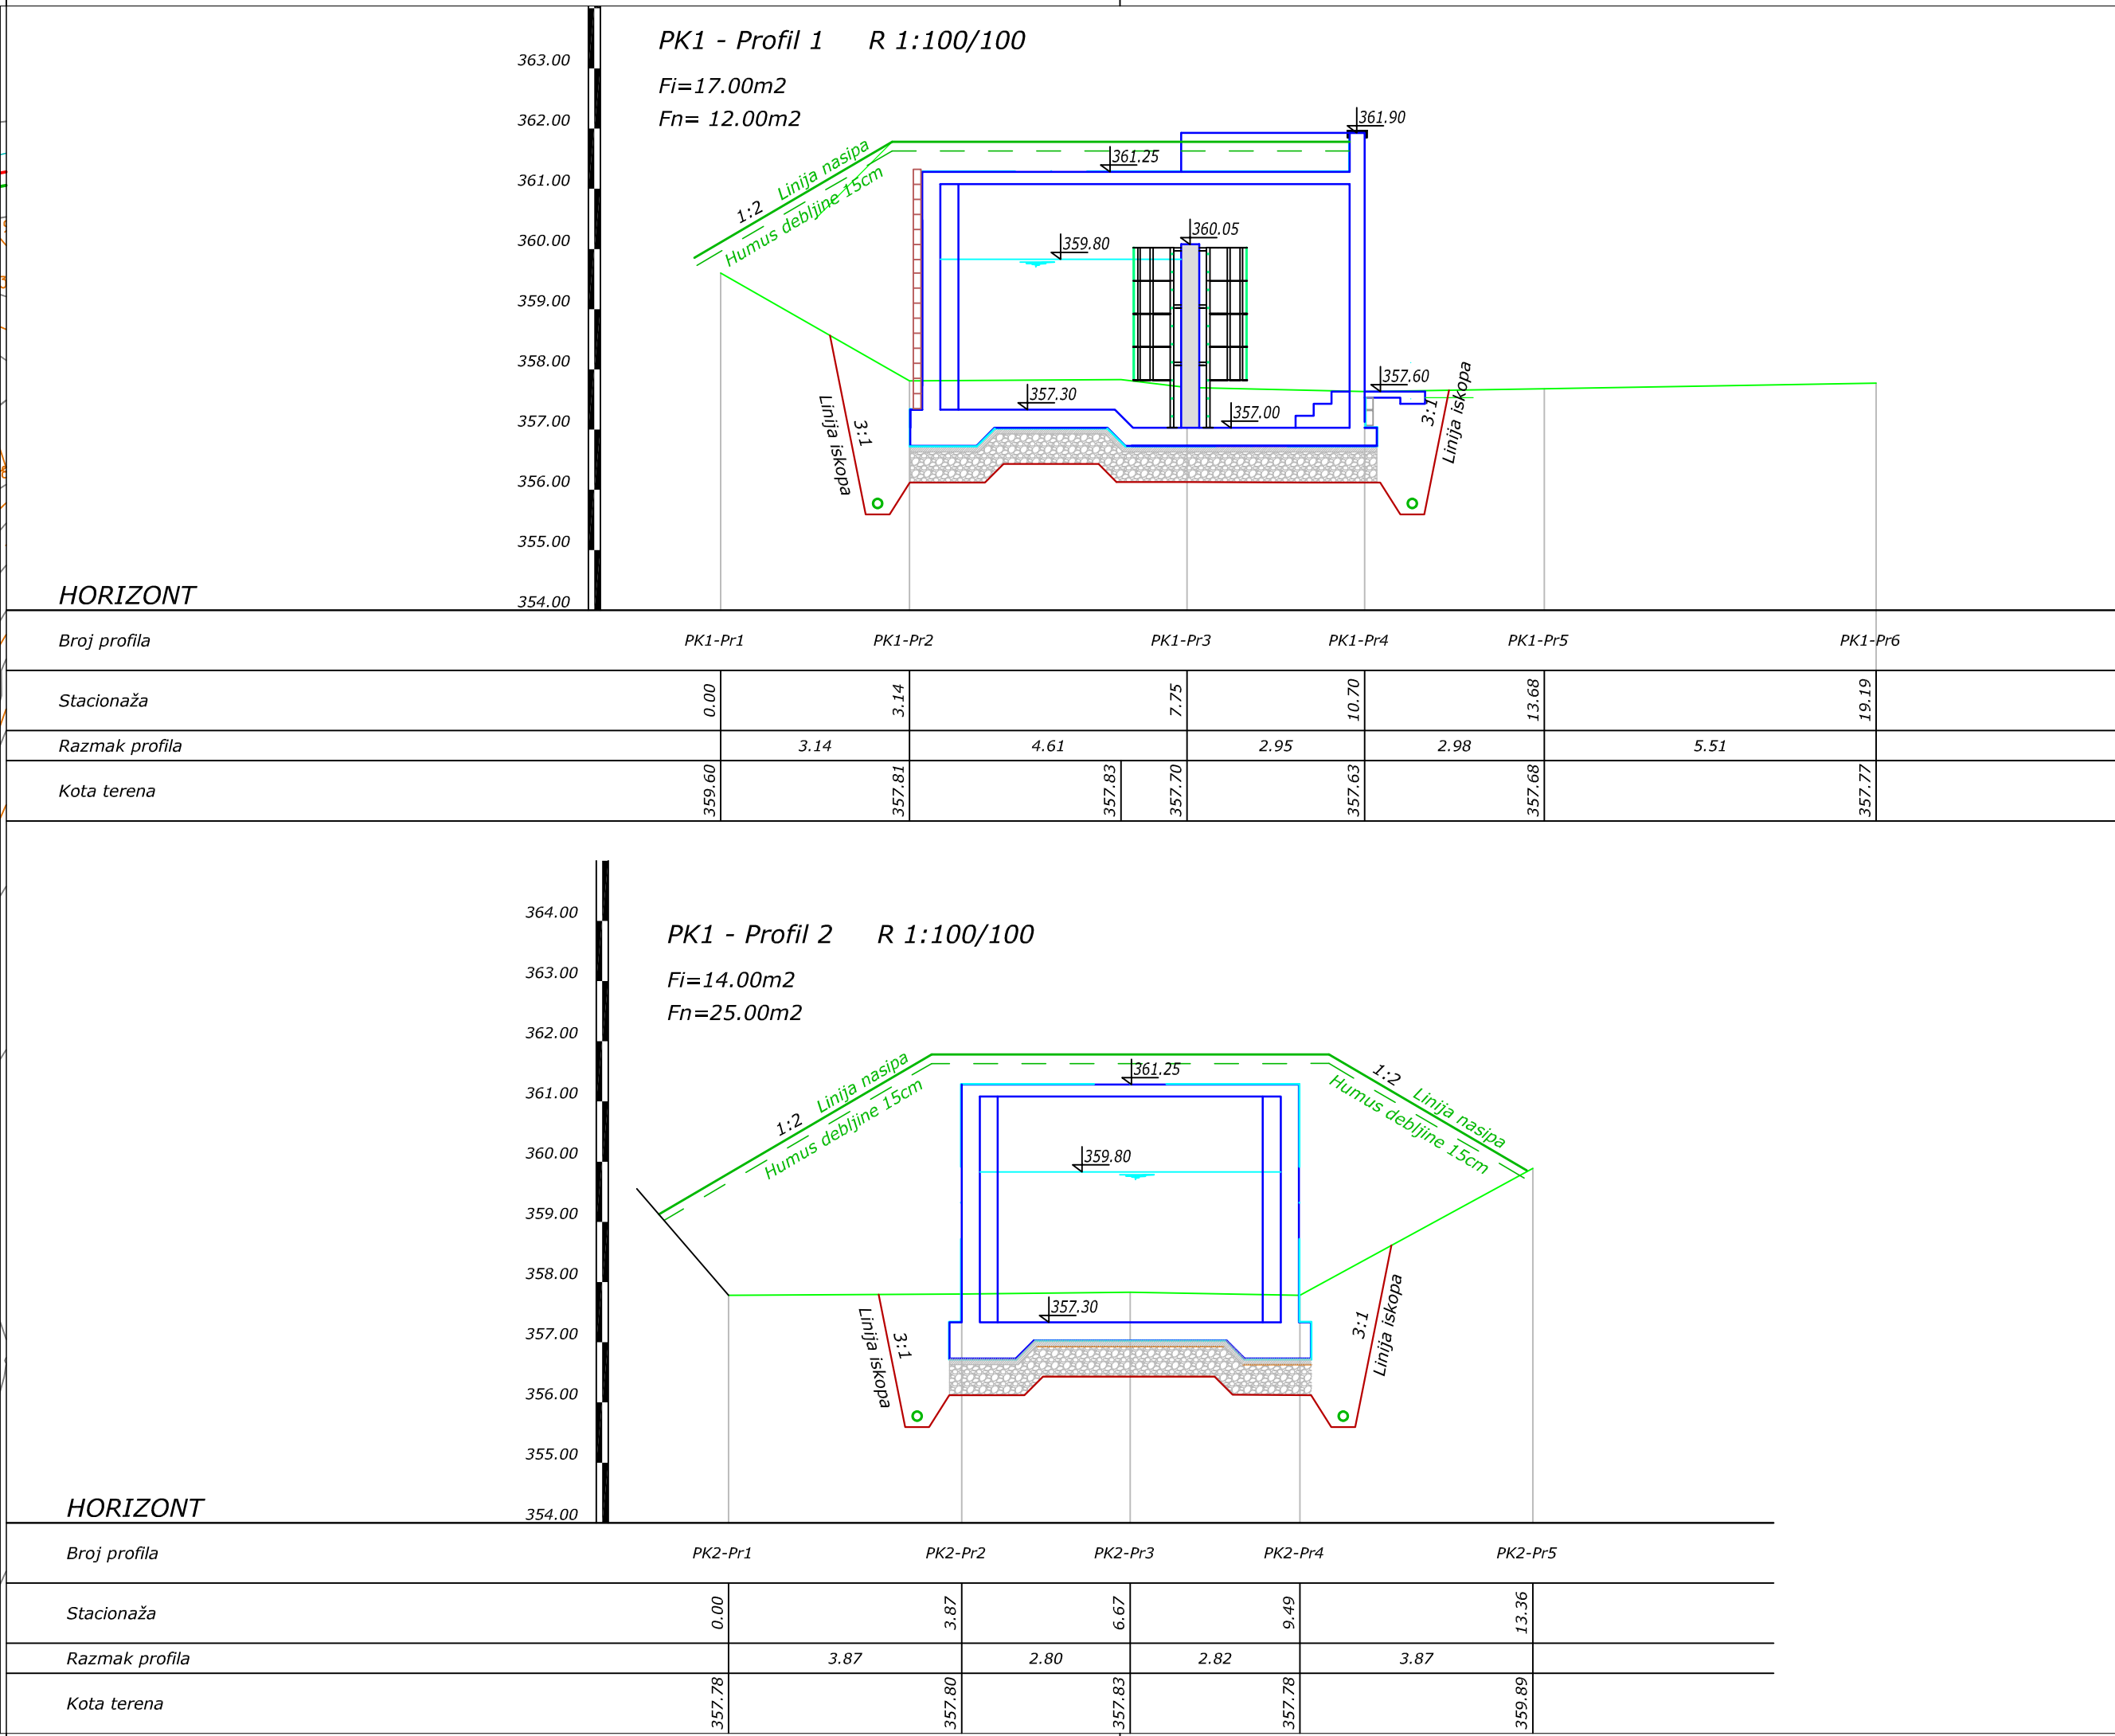 PK1 - Profil 1 R 1:100/100
Fi=17.00m2
Fn= 12.00m2
363.00
362.00
361.00
360.00
359.00
358.00
357.00
356.00
355.00
354.00
361.90
361.25
360.05
359.80
357.60
357.30
357.00
1:2
Linija nasipa
Humus debljine 15cm
3:1
Linija iskopa
3:1
Linija iskopa
HORIZONT
Broj profila PK1-Pr1 PK1-Pr2 PK1-Pr3 PK1-Pr4 PK1-Pr5 PK1-Pr6
Stacionaža 0.00 3.14 7.75 10.70 13.68 19.19
Razmak profila 3.14 4.61 2.95 2.98 5.51
Kota terena 359.60 357.81 357.83 357.70 357.63 357.68 357.77
PK1 - Profil 2 R 1:100/100
Fi=14.00m2
Fn=25.00m2
364.00
363.00
362.00
361.00
360.00
359.00
358.00
357.00
356.00
355.00
354.00
361.25
359.80
357.30
1:2
Linija nasipa
Humus debljine 15cm
1:2
Linija nasipa
Humus debljine 15cm
3:1
Linija iskopa
3:1
Linija iskopa
HORIZONT
Broj profila PK2-Pr1 PK2-Pr2 PK2-Pr3 PK2-Pr4 PK2-Pr5
Stacionaža 0.00 3.87 6.67 9.49 13.36
Razmak profila 3.87 2.80 2.82 3.87
Kota terena 357.78 357.80 357.83 357.78 359.89